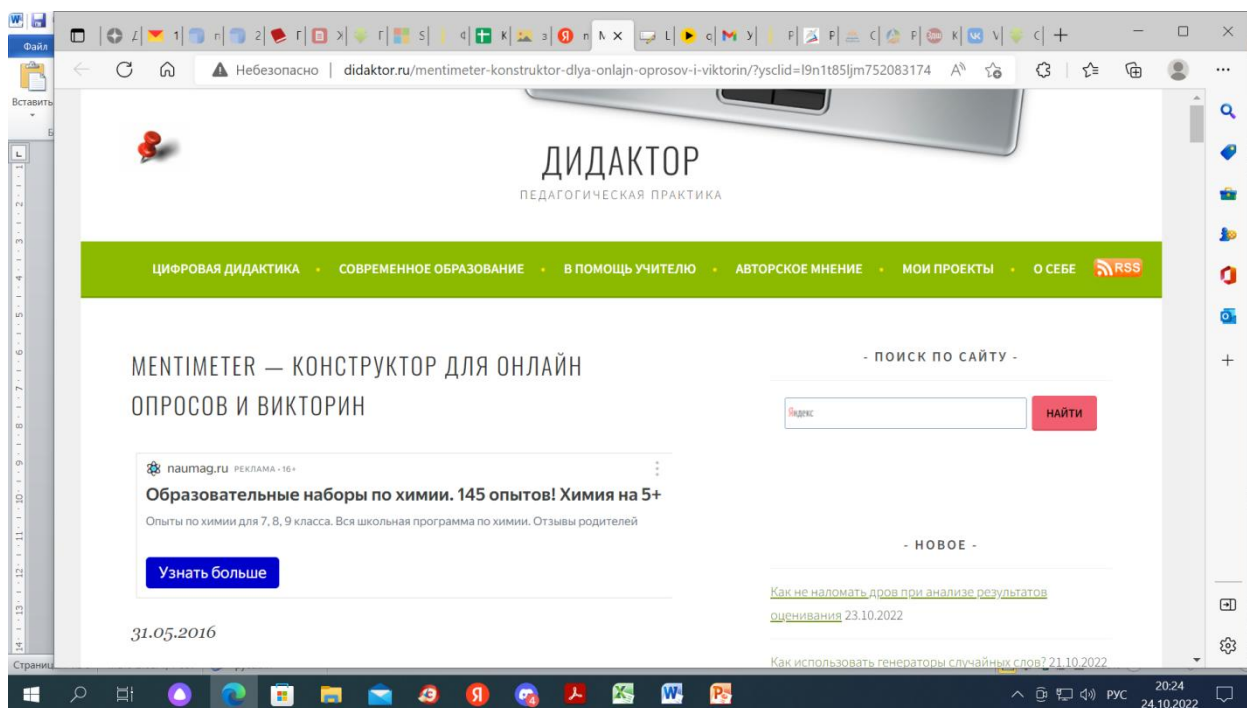 Файл
Небезопасно | didaktor.ru/mentimeter-konstruktor-dlya-onlajn-oprosov-i-viktorin/?ysclid=l9n1t85ljm752083174
Вставить
ДИДАКТОР
ПЕДАГОГИЧЕСКАЯ ПРАКТИКА
ЦИФРОВАЯ ДИДАКТИКА • СОВРЕМЕННОЕ ОБРАЗОВАНИЕ • В ПОМОЩЬ УЧИТЕЛЮ • АВТОРСКОЕ МНЕНИЕ • МОИ ПРОЕКТЫ • О СЕБЕ RSS
MENTIMETER — КОНСТРУКТОР ДЛЯ ОНЛАЙН
ОПРОСОВ И ВИКТОРИН
naumag.ru РЕКЛАМА • 16+
Образовательные наборы по химии. 145 опытов! Химия на 5+
Опыты по химии для 7, 8, 9 класса. Вся школьная программа по химии. Отзывы родителей
Узнать больше
31.05.2016
- ПОИСК ПО САЙТУ -
Яндекс НАЙТИ
- НОВОЕ -
Как не наломать дров при анализе результатов
оценивания 23.10.2022
Как использовать генераторы случайных слов? 21.10.2022
Страниц
РУС
20:24
24.10.2022